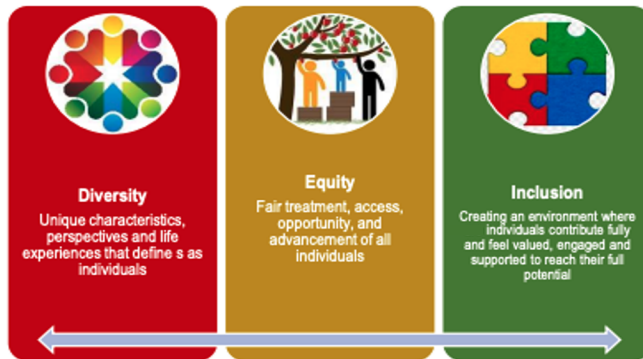 Diversity
Unique characteristics,
perspectives and life
experiences that define s as
individuals
Equity
Fair treatment, access,
opportunity, and
advancement of all
individuals
Inclusion
Creating an environment where
individuals contribute fully
and feel valued, engaged and
supported to reach their full
potential